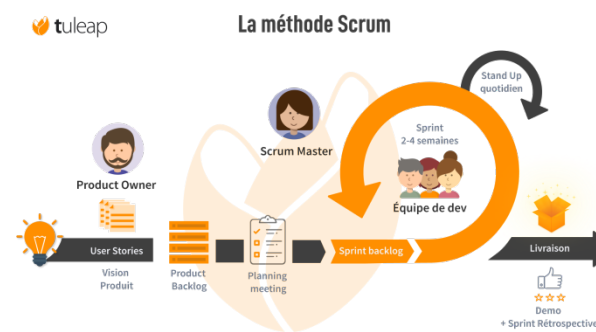 tuleap
La méthode Scrum
Stand Up
quotidien
Sprint
2-4 semaines
Scrum Master
Product Owner
Équipe de dev
User Stories
Sprint backlog
Livraison
Vision
Produit
Product
Backlog
Planning
meeting
Demo
+ Sprint Rétrospective